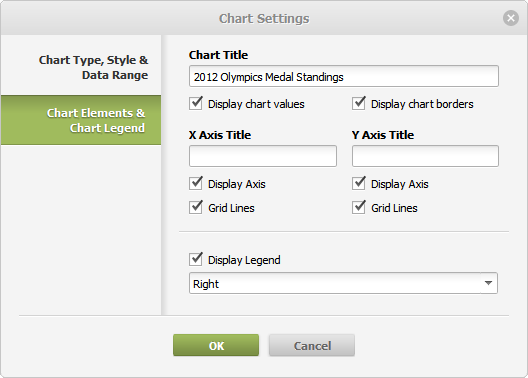 Chart Settings
Chart Type, Style &
Data Range
Chart Elements &
Chart Legend
Chart Title
2012 Olympics Medal Standings
Display chart values
Display chart borders
X Axis Title
Y Axis Title
Display Axis
Display Axis
Grid Lines
Grid Lines
Display Legend
Right
OK
Cancel